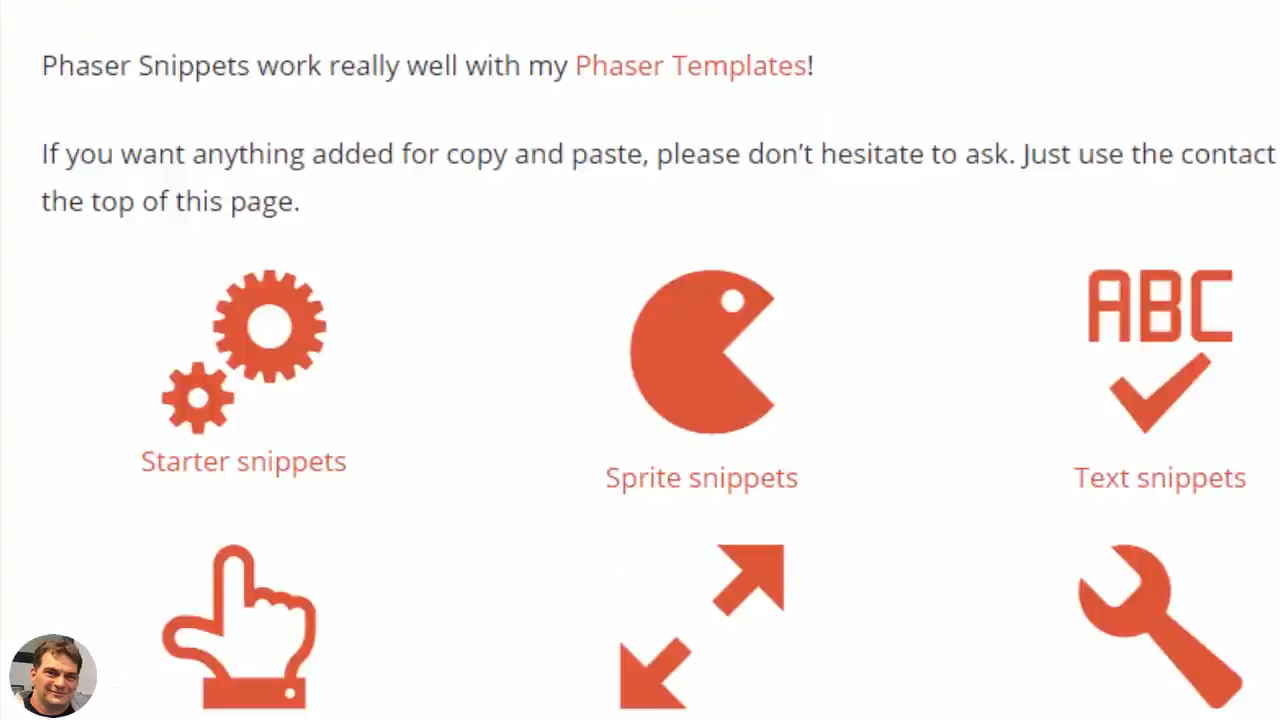 Phaser Snippets work really well with my Phaser Templates!
If you want anything added for copy and paste, please don't hesitate to ask. Just use the contact
the top of this page.
ABC
Starter snippets
Sprite snippets
Text snippets